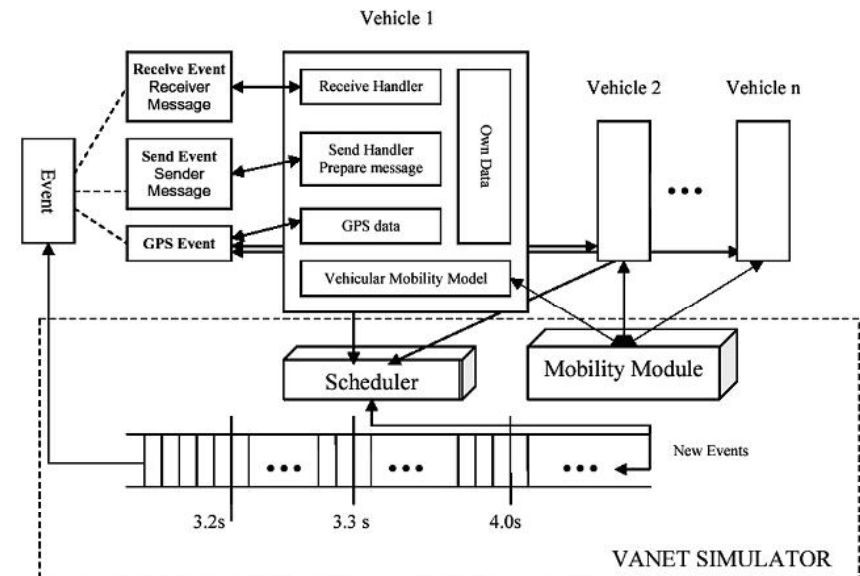 Vehicle 1
Receive Event
Receiver
Message
Receive Handler
Vehicle 2
Vehicle n
Own Data
Send Event
Sender
Message
Send Handler
Prepare message
Event
GPS Event
GPS data
Vehicular Mobility Model
Scheduler
Mobility Module
New Events
3.2s
3.3 s
4.0s
VANET SIMULATOR